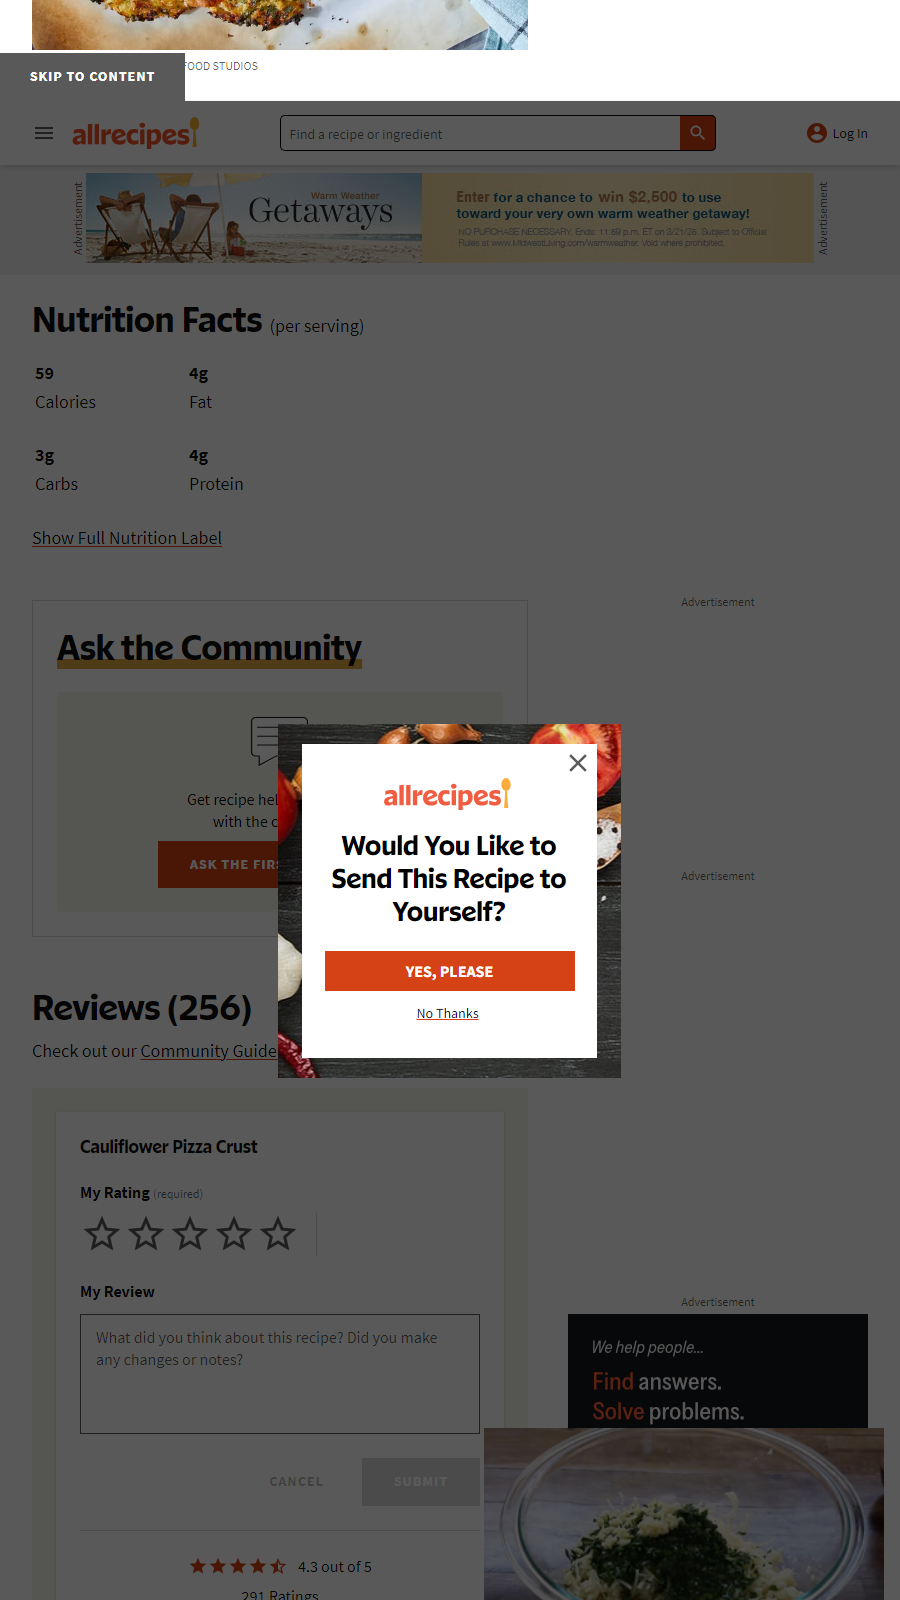 FOOD STUDIOS
SKIP TO CONTENT
allrecipes
Find a recipe or ingredient
Log In
Advertisement
Warm Weather
Getaways
Enter for a chance to win $2,500 to use
toward your very own warm weather getaway!
NO PURCHASE NECESSARY. Ends: 11:59 p.m. ET on 3/21/26. Subject to Official
Rules at www.MidwestLiving.com/warmweather. Void where prohibited.
Advertisement
Nutrition Facts (per serving)
59
4g
Calories
Fat
3g
4g
Carbs
Protein
Show Full Nutrition Label
Advertisement
Ask the Community
Get recipe hel
with the c
ASK THE FIRS
Advertisement
allrecipes
Would You Like to
Send This Recipe to
Yourself?
YES, PLEASE
No Thanks
Reviews (256)
Check out our Community Guide
Cauliflower Pizza Crust
My Rating (required)
My Review
What did you think about this recipe? Did you make
any changes or notes?
CANCEL
SUBMIT
4.3 out of 5
291 Ratings
Advertisement
We help people...
Find answers.
Solve problems.